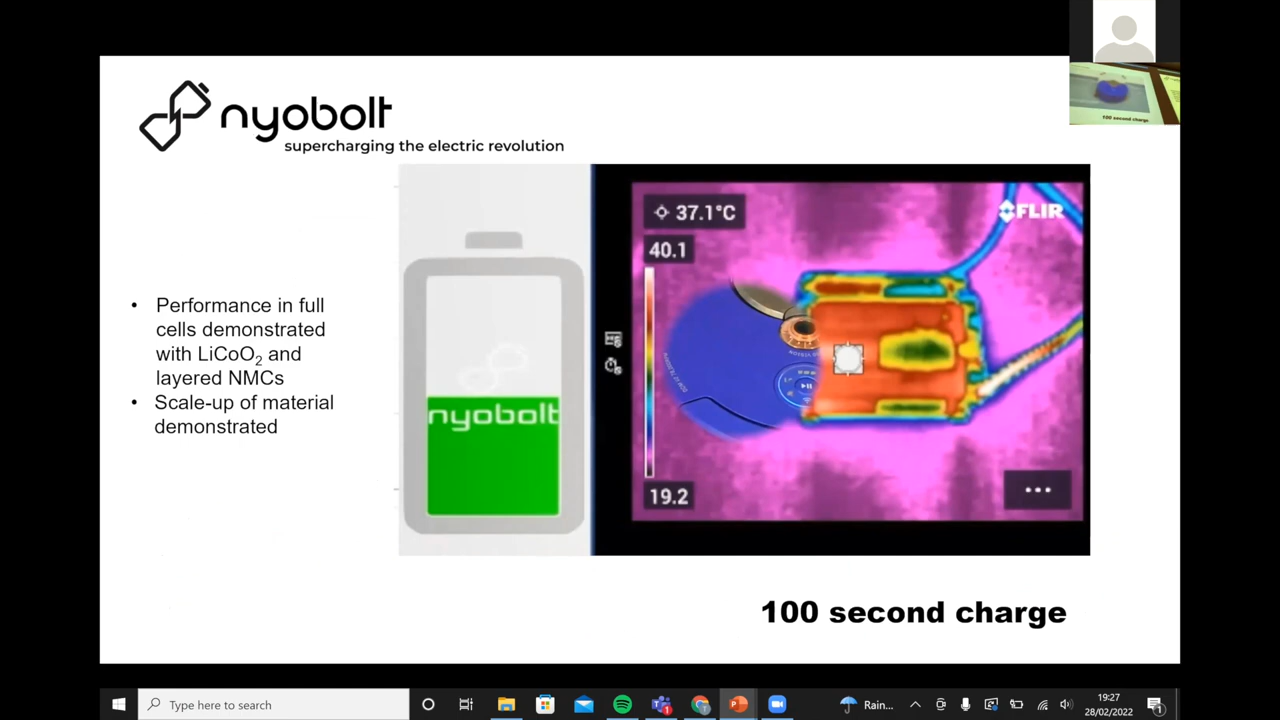 nyobolt
supercharging the electric revolution
100 second charge
• Performance in full
cells demonstrated
with LiCoO₂ and
layered NMCs
• Scale-up of material
demonstrated
nyobolt
37.1°C
FLIR
40.1
19.2
100 second charge
Type here to search
Rain...
19:27
28/02/2022